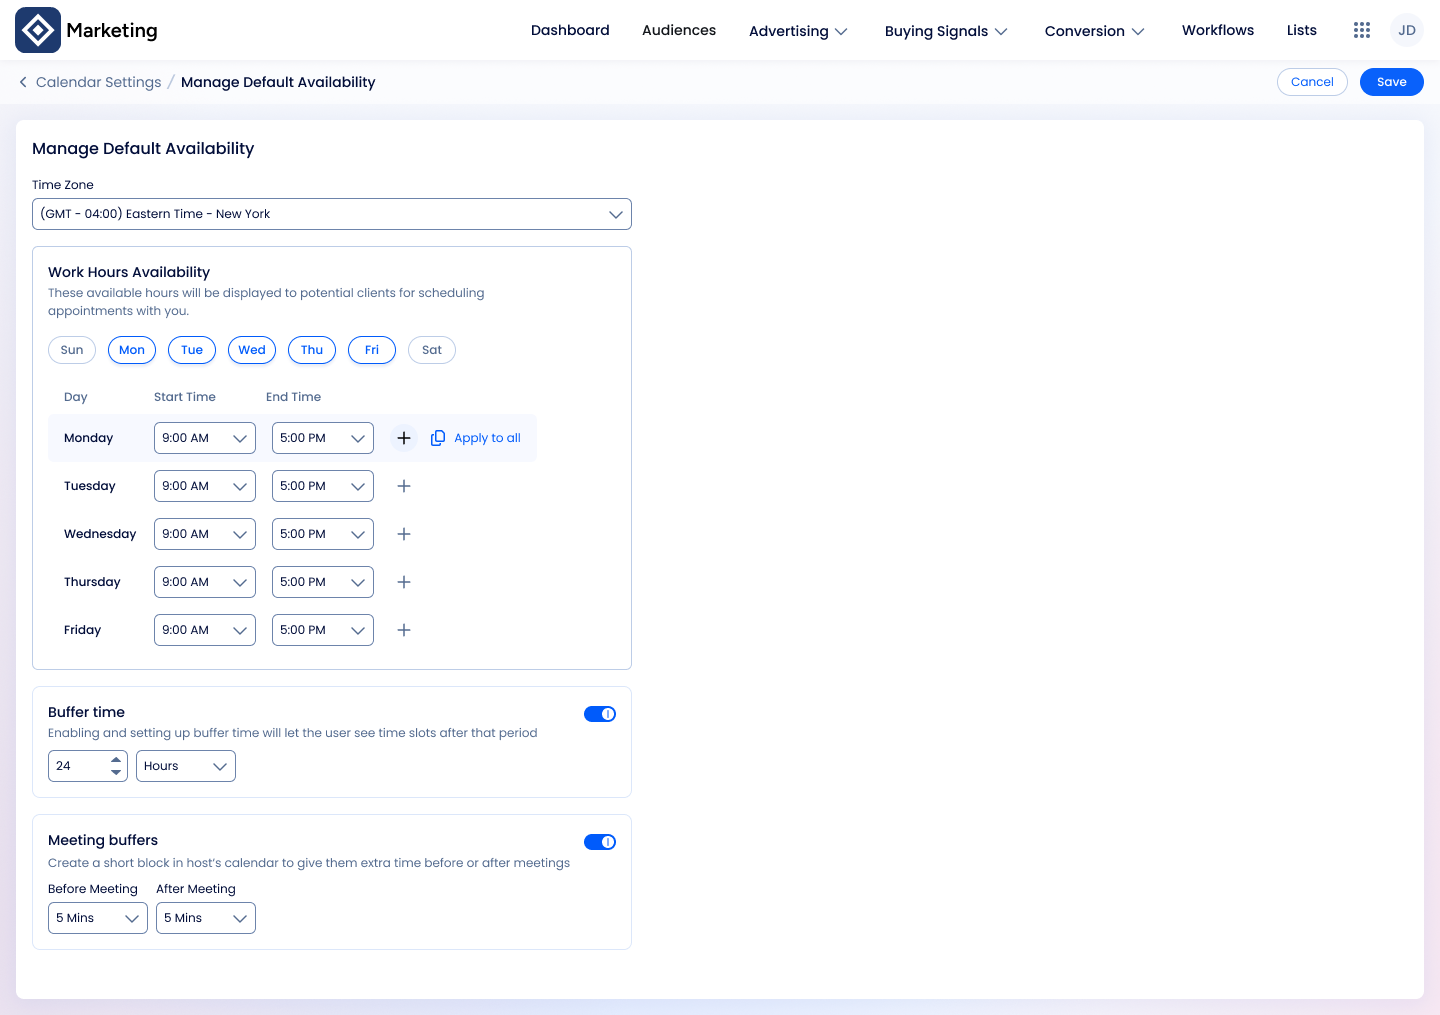 Marketing
Dashboard Audiences Advertising Buying Signals Conversion Workflows Lists JD
Calendar Settings / Manage Default Availability Cancel Save
Manage Default Availability
Time Zone
(GMT - 04:00) Eastern Time - New York
Work Hours Availability
These available hours will be displayed to potential clients for scheduling
appointments with you.
Sun Mon Tue Wed Thu Fri Sat
Day Start Time End Time
Monday 9:00 AM 5:00 PM Apply to all
Tuesday 9:00 AM 5:00 PM
Wednesday 9:00 AM 5:00 PM
Thursday 9:00 AM 5:00 PM
Friday 9:00 AM 5:00 PM
Buffer time
Enabling and setting up buffer time will let the user see time slots after that period
24 Hours
Meeting buffers
Create a short block in host's calendar to give them extra time before or after meetings
Before Meeting After Meeting
5 Mins 5 Mins